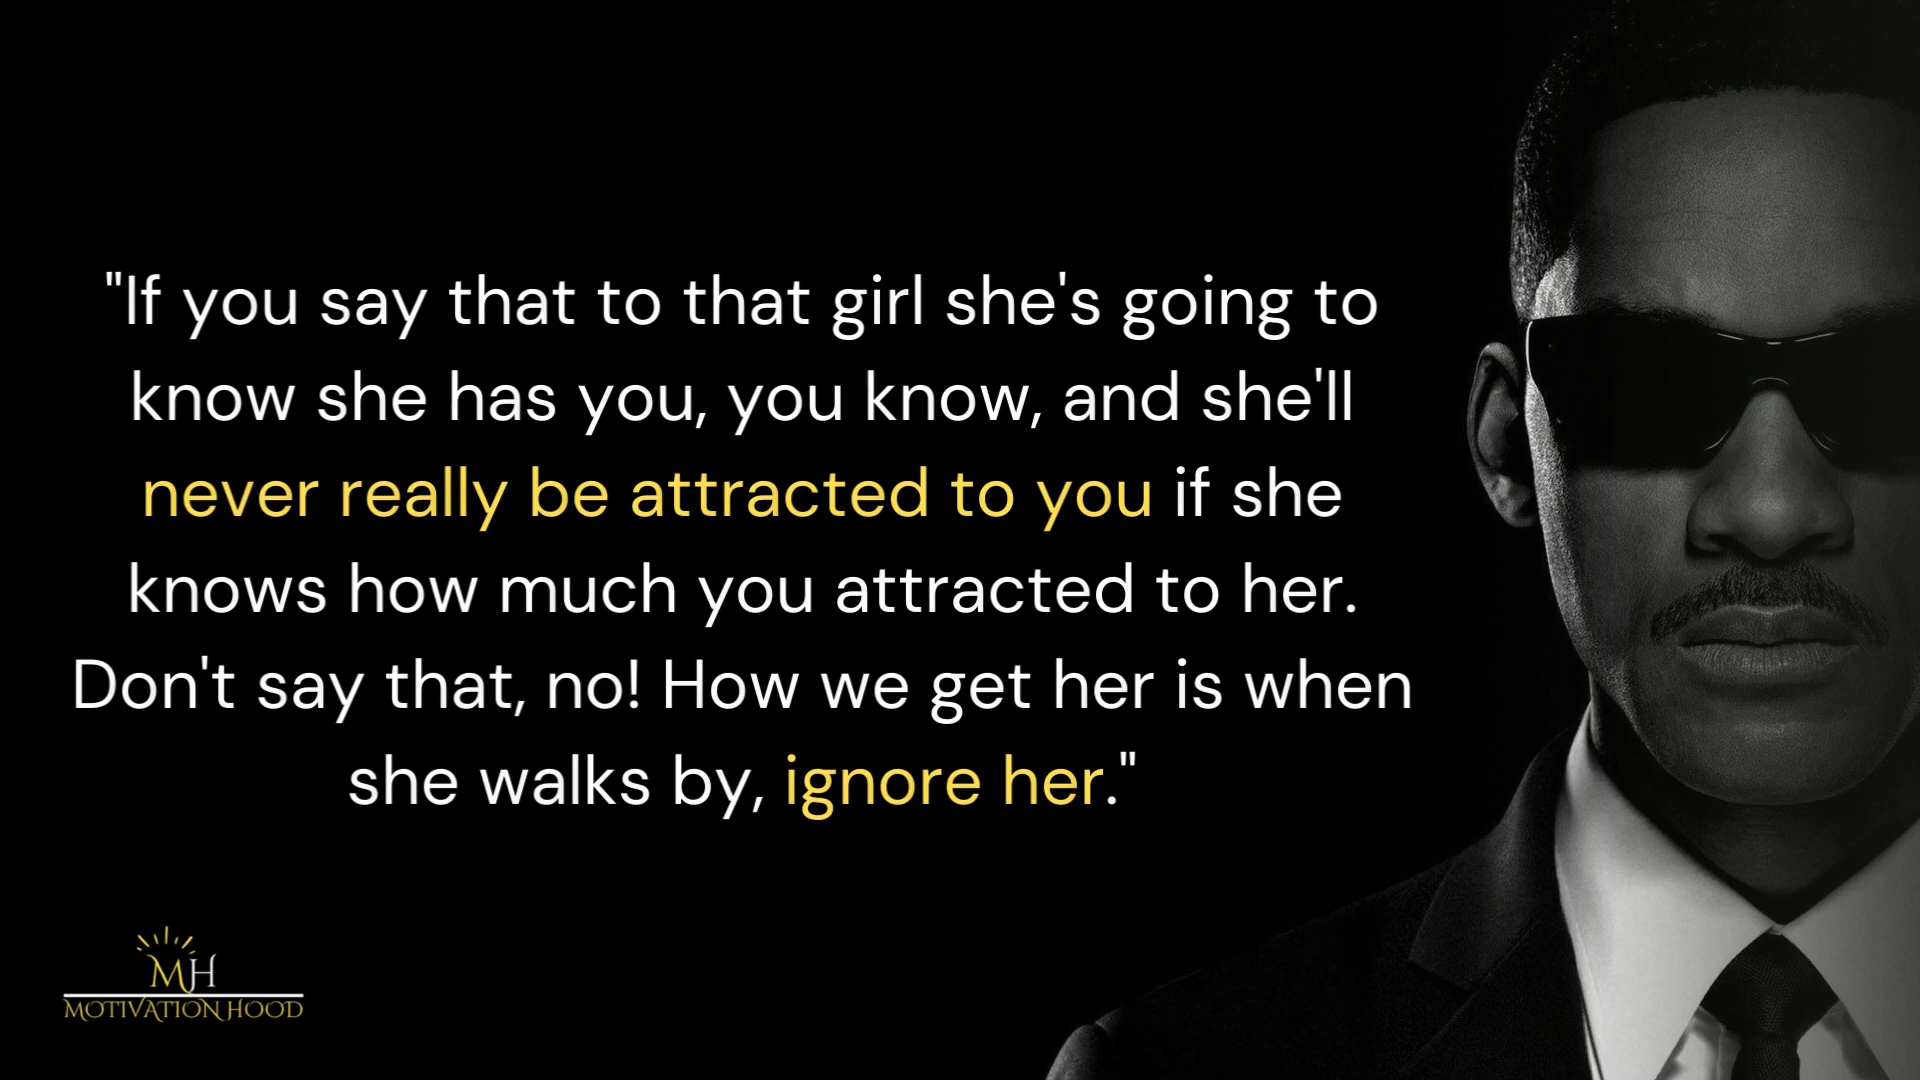 "If you say that to that girl she's going to
know she has you, you know, and she'll
never really be attracted to you if she
knows how much you attracted to her.
Don't say that, no! How we get her is when
she walks by, ignore her."
MH
MOTIVATION HOOD